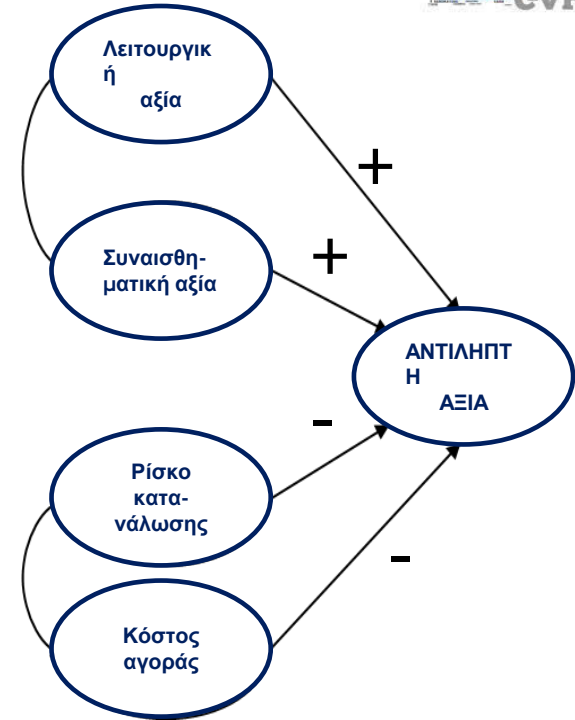 Λειτουργικ
ή
αξία
+
Συναισθη-
ματική αξία
+
ΑΝΤΙΛΗΠΤ
Η
ΑΞΙΑ
-
Ρίσκο
κατα-
νάλωσης
-
Κόστος
αγοράς